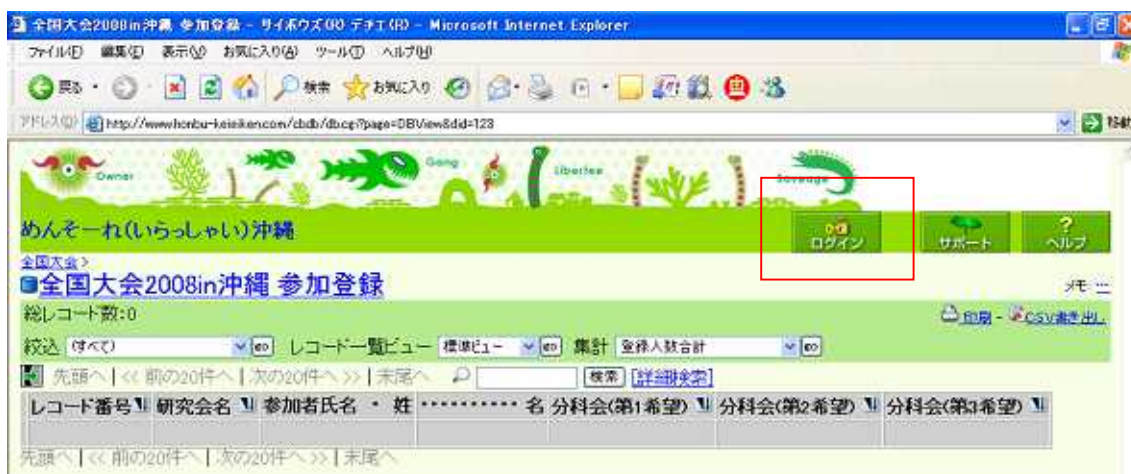 全国大会2008in沖縄 参加登録 - サイボウズ(R) デヂエ(R) - Microsoft Internet Explorer
ファイル(F) 編集(E) 表示(V) お気に入り(A) ツール(T) ヘルプ(H)
戻る 検索 お気に入り
アドレス(D) http://www.honbu-keieiken.com/cbdb/db.cgi?page=DBView&did=123 移動
Owner Gang Libertee Savage
めんそーれ(いらっしゃい)沖縄 ログイン サポート ヘルプ
全国大会>
全国大会2008in沖縄 参加登録 メモ ...
総レコード数:0 印刷 - CSV書き出し
絞込 (すべて) go レコード一覧ビュー 標準ビュー go 集計 登録人数合計 go
先頭へ | << 前の20件へ | 次の20件へ >> | 末尾へ 検索 [詳細検索]
レコード番号 研究会名 参加者氏名 ・ 姓 ・・・・・・・・・・ 名 分科会(第1希望) 分科会(第2希望) 分科会(第3希望)
先頭へ | << 前の20件へ | 次の20件へ >> | 末尾へ